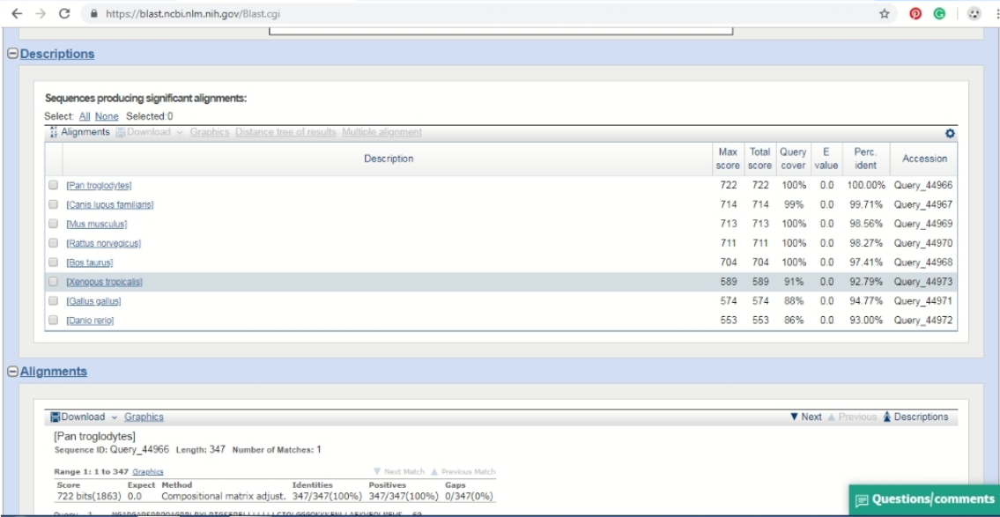 https://blast.ncbi.nlm.nih.gov/Blast.cgi
Descriptions
Sequences producing significant alignments:
Select: All None Selected:0
Alignments Download Graphics Distance tree of results Multiple alignment
Description Max score Total score Query cover E value Perc. ident Accession
[Pan troglodytes] 722 722 100% 0.0 100.00% Query_44966
[Canis lupus familiaris] 714 714 99% 0.0 99.71% Query_44967
[Mus musculus] 713 713 100% 0.0 98.56% Query_44969
[Rattus norvegicus] 711 711 100% 0.0 98.27% Query_44970
[Bos taurus] 704 704 100% 0.0 97.41% Query_44968
[Xenopus tropicalis] 589 589 91% 0.0 92.79% Query_44973
[Gallus gallus] 574 574 88% 0.0 94.77% Query_44971
[Danio rerio] 553 553 86% 0.0 93.00% Query_44972
Alignments
Download Graphics Next Previous Descriptions
[Pan troglodytes]
Sequence ID: Query_44966 Length: 347 Number of Matches: 1
Range 1: 1 to 347 Graphics Next Match Previous Match
Score Expect Method Identities Positives Gaps
722 bits(1863) 0.0 Compositional matrix adjust. 347/347(100%) 347/347(100%) 0/347(0%)
Query 1 60
Questions/comments